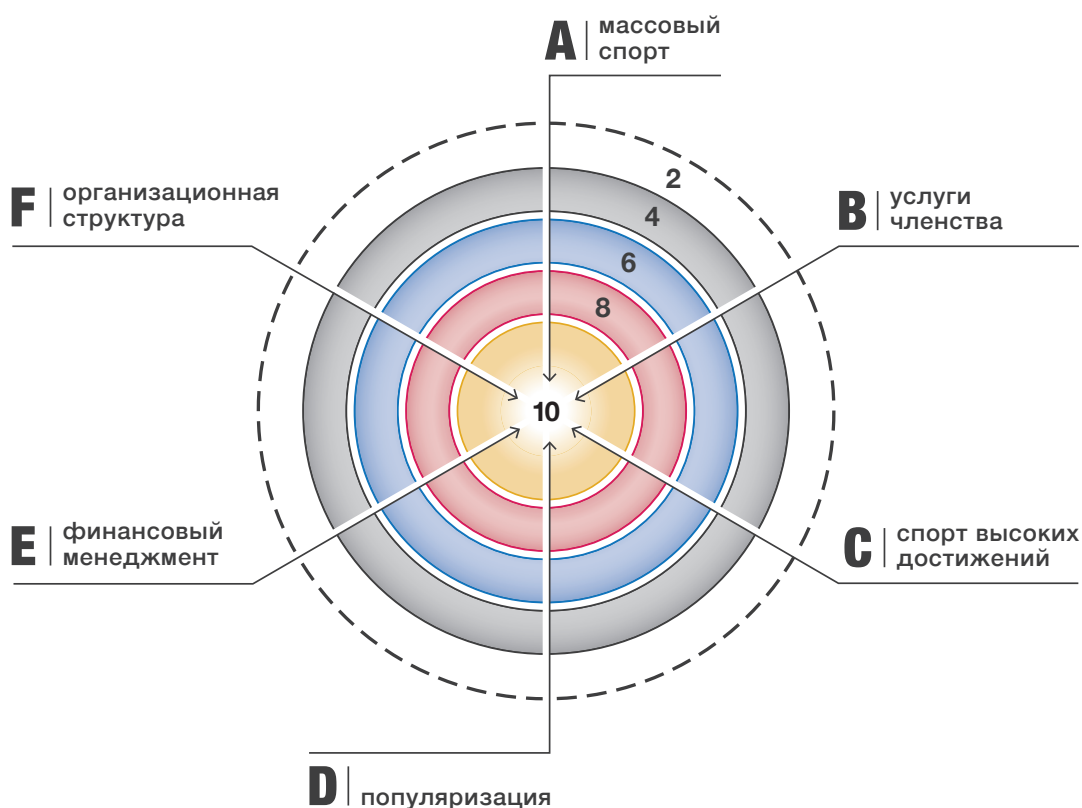 A | массовый
спорт
2
F | организационная
структура
4
B | услуги
членства
6
8
10
E | финансовый
менеджмент
C | спорт высоких
достижений
D | популяризация